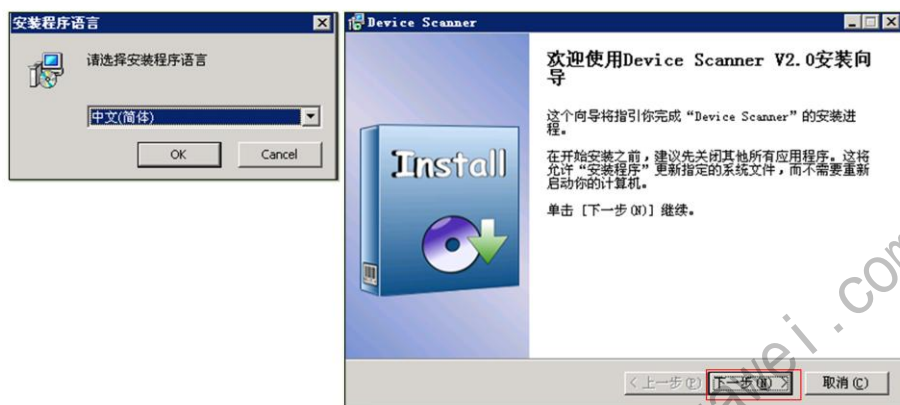 安装程序语言
请选择安装程序语言
中文(简体)
OK
Cancel
Device Scanner
Install
欢迎使用Device Scanner V2.0安装向
导
这个向导将指引你完成“Device Scanner”的安装进
程。
在开始安装之前，建议先关闭其他所有应用程序。这将
允许“安装程序”更新指定的系统文件，而不需要重新
启动你的计算机。
单击 [下一步(N)] 继续。
< 上一步(P)
下一步(N) >
取消(C)